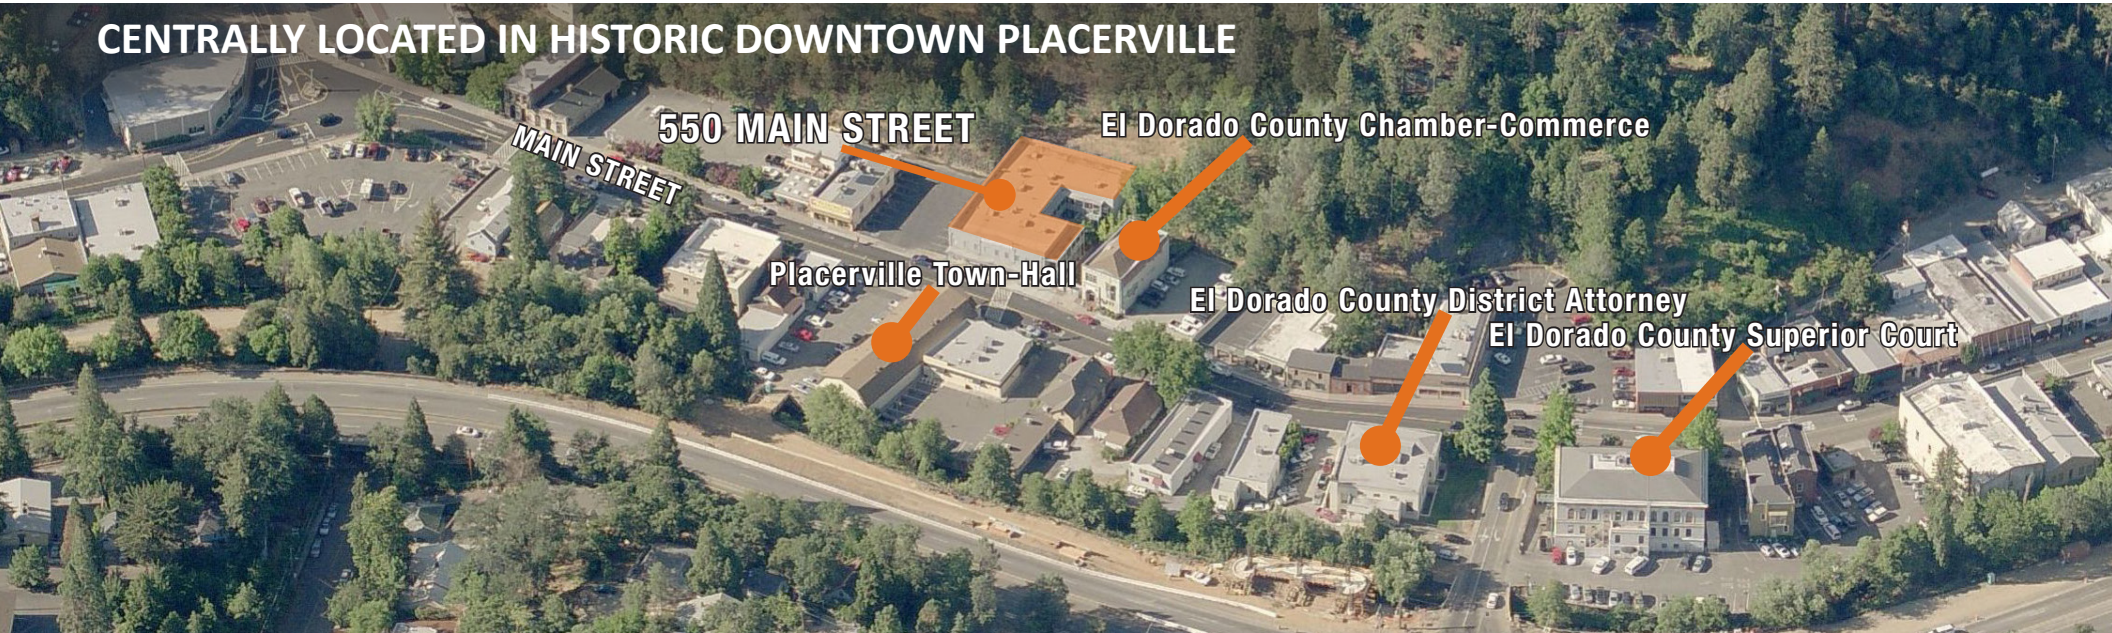 CENTRALLY LOCATED IN HISTORIC DOWNTOWN PLACERVILLE
550 MAIN STREET
El Dorado County Chamber-Commerce
MAIN STREET
Placerville Town-Hall
El Dorado County District Attorney
El Dorado County Superior Court